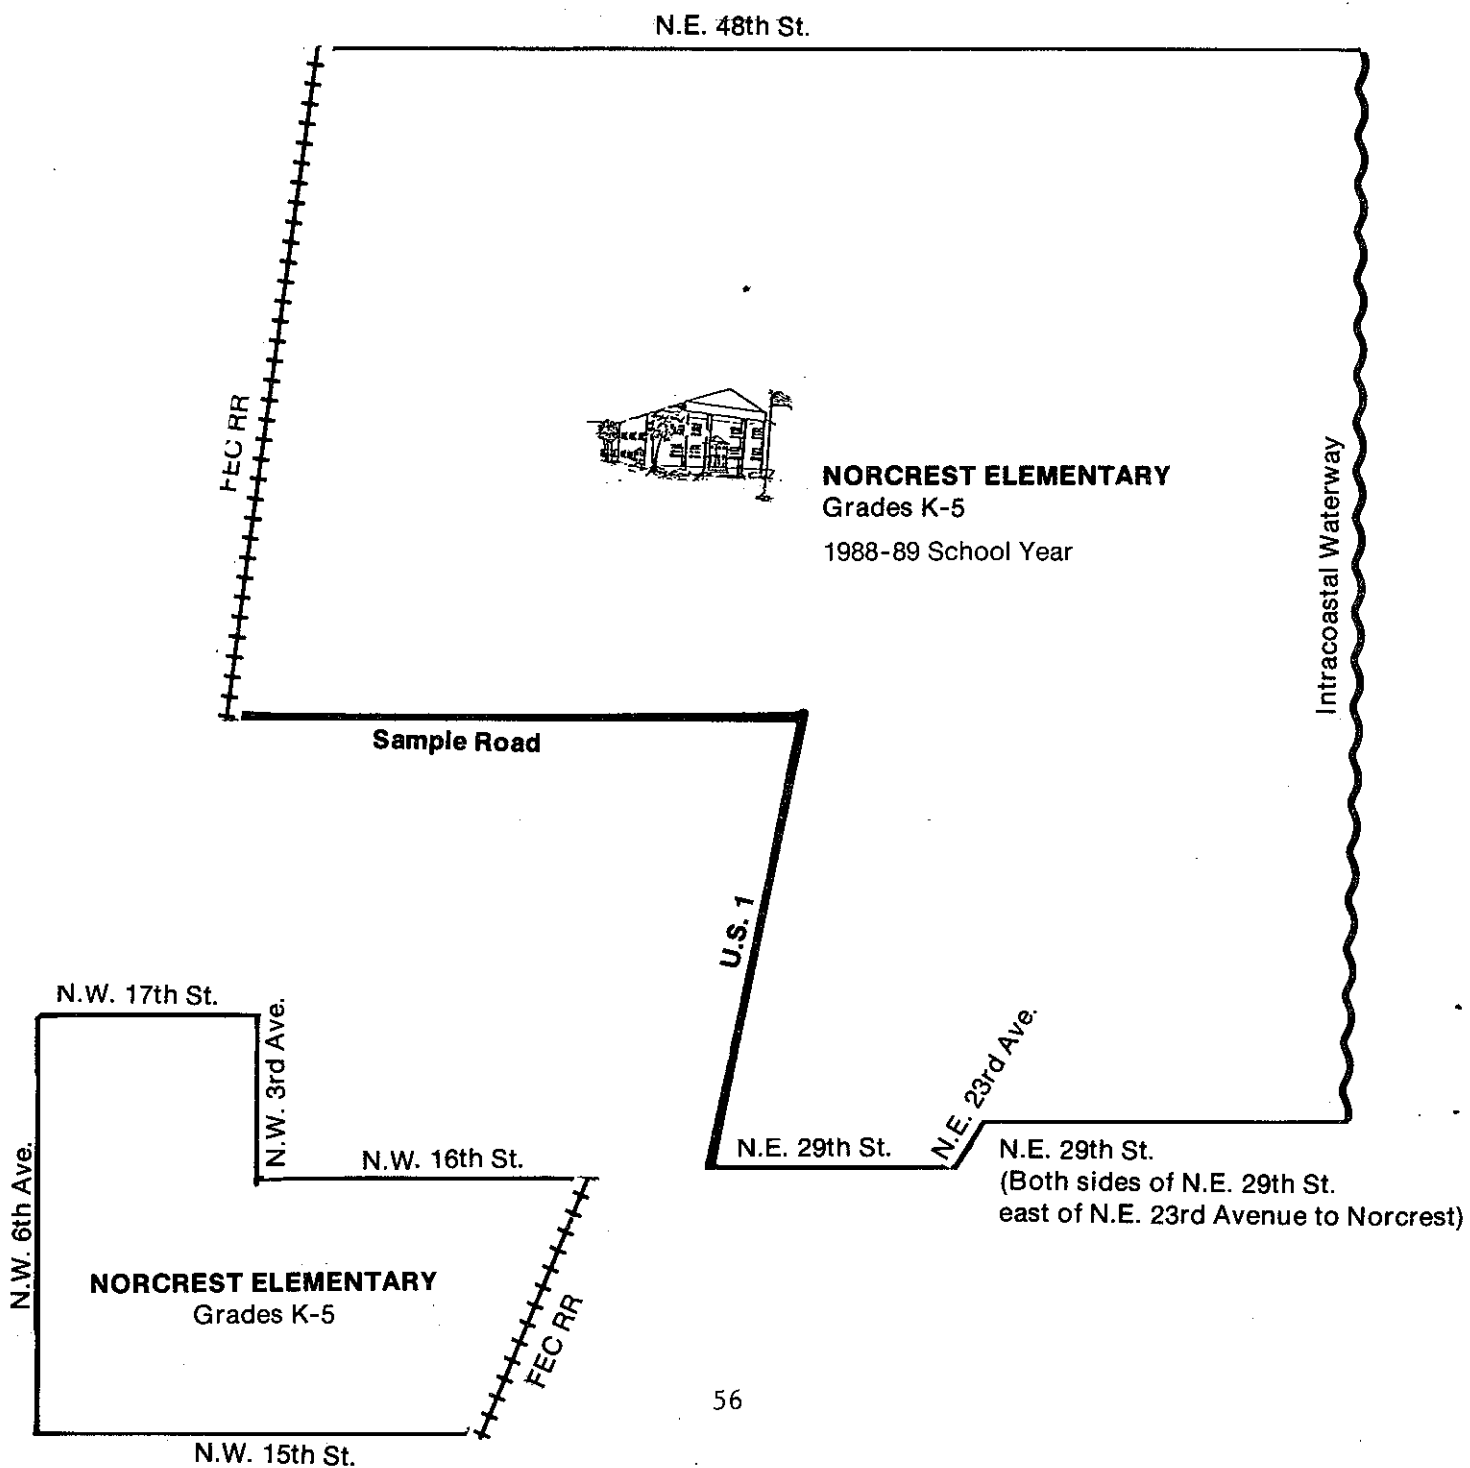 N.E. 48th St.
FEC RR
NORCREST ELEMENTARY
Grades K-5
1988-89 School Year
Intracoastal Waterway
Sample Road
U.S. 1
N.W. 17th St.
N.W. 3rd Ave.
N.E. 23rd Ave.
N.E. 29th St.
N.E. 29th St.
(Both sides of N.E. 29th St.
east of N.E. 23rd Avenue to Norcrest)
N.W. 16th St.
N.W. 6th Ave.
NORCREST ELEMENTARY
Grades K-5
FEC RR
56
N.W. 15th St.